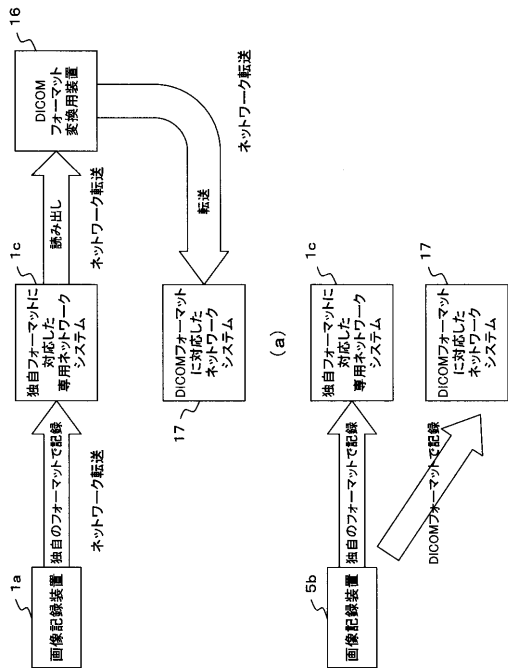 1a
画像記録装置
独自のフォーマットで記録
ネットワーク転送
1c
独自フォーマットに
対応した
専用ネットワーク
システム
読み出し
ネットワーク転送
16
DICOM
フォーマット
変換用装置
転送
ネットワーク転送
17
DICOMフォーマット
に対応した
ネットワーク
システム
(a)
5b
画像記録装置
独自のフォーマットで記録
1c
独自フォーマットに
対応した
専用ネットワーク
システム
DICOMフォーマットで記録
17
DICOMフォーマット
に対応した
ネットワーク
システム